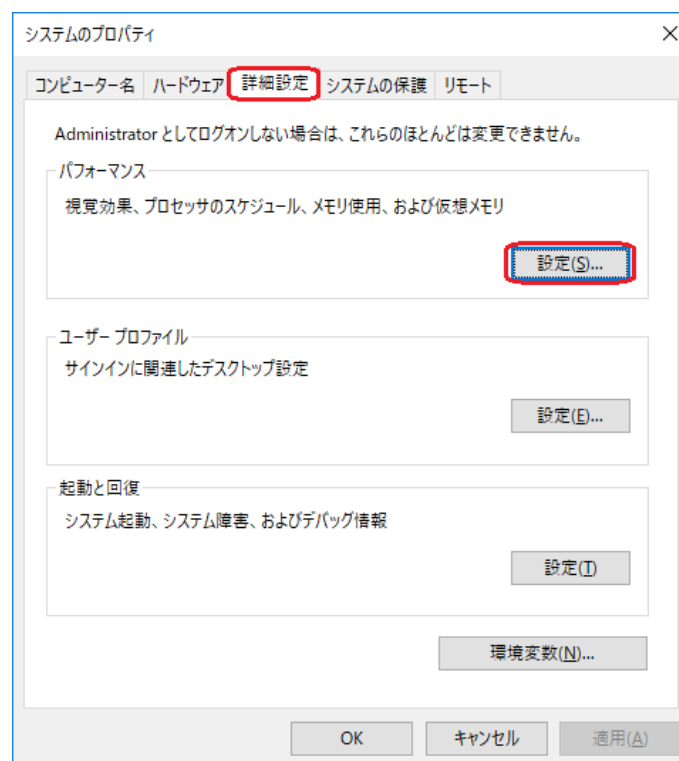 システムのプロパティ
コンピューター名 ハードウェア 詳細設定 システムの保護 リモート
Administrator としてログオンしない場合は、これらのほとんどは変更できません。
パフォーマンス
視覚効果、プロセッサのスケジュール、メモリ使用、および仮想メモリ
設定(S)...
ユーザー プロファイル
サインインに関連したデスクトップ設定
設定(E)...
起動と回復
システム起動、システム障害、およびデバッグ情報
設定(T)
環境変数(N)...
OK キャンセル 適用(A)